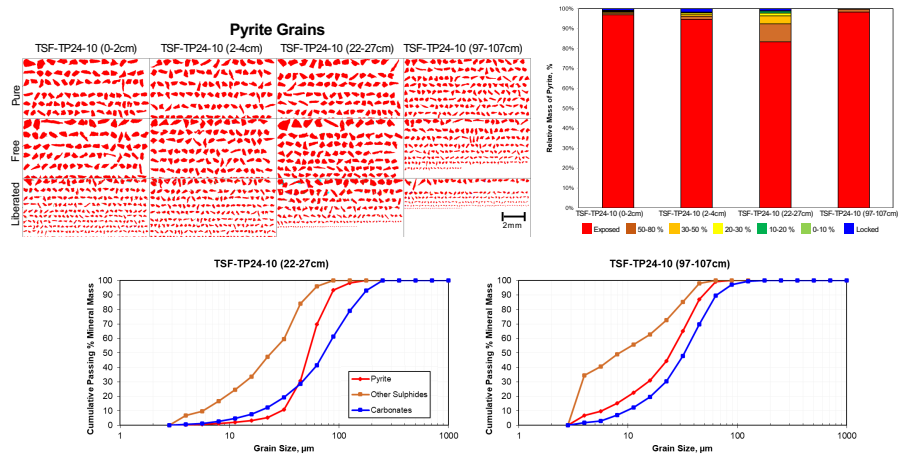 Pyrite Grains
TSF-TP24-10 (0-2cm) TSF-TP24-10 (2-4cm) TSF-TP24-10 (22-27cm) TSF-TP24-10 (97-107cm)
Pure
Free
Liberated
2mm
Relative Mass of Pyrite, %
100%
90%
80%
70%
60%
50%
40%
30%
20%
10%
0%
TSF-TP24-10 (0-2cm) TSF-TP24-10 (2-4cm) TSF-TP24-10 (22-27cm) TSF-TP24-10 (97-107cm)
Exposed 50-80 % 30-50 % 20-30 % 10-20 % 0-10 % Locked
TSF-TP24-10 (22-27cm)
Cumulative Passing % Mineral Mass
100
90
80
70
60
50
40
30
20
10
0
Pyrite
Other Sulphides
Carbonates
1 10 100 1000
Grain Size, µm
TSF-TP24-10 (97-107cm)
Cumulative Passing % Mineral Mass
100
90
80
70
60
50
40
30
20
10
0
1 10 100 1000
Grain Size, µm